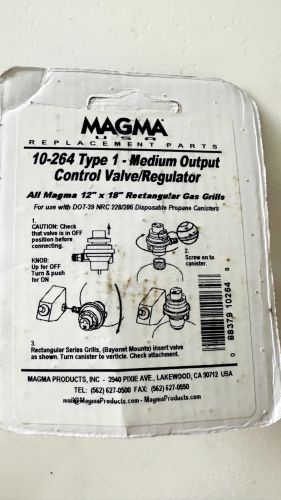 MAGMA
USA
REPLACEMENT PARTS
10-264 Type 1 - Medium Output
Control Valve/Regulator
All Magma 12" x 18" Rectangular Gas Grills
For use with DOT-39 NRC 228/286 Disposable Propane Canisters
1.
CAUTION: Check
that valve is in OFF
position before
connecting.
KNOB:
Up for OFF
Turn & push
for ON
2.
Screw on to
canister.
3.
Rectangular Series Grills, (Bayonet Mounts) insert valve
as shown. Turn canister to verticle. Check attachment.
MAGMA PRODUCTS, INC - 3940 PIXIE AVE., LAKEWOOD, CA 90712 USA
TEL: (562) 627-0500 FAX: (562) 627-0550
mail@MagmaProducts.com - MagmaProducts.com
0 88379 10264 0